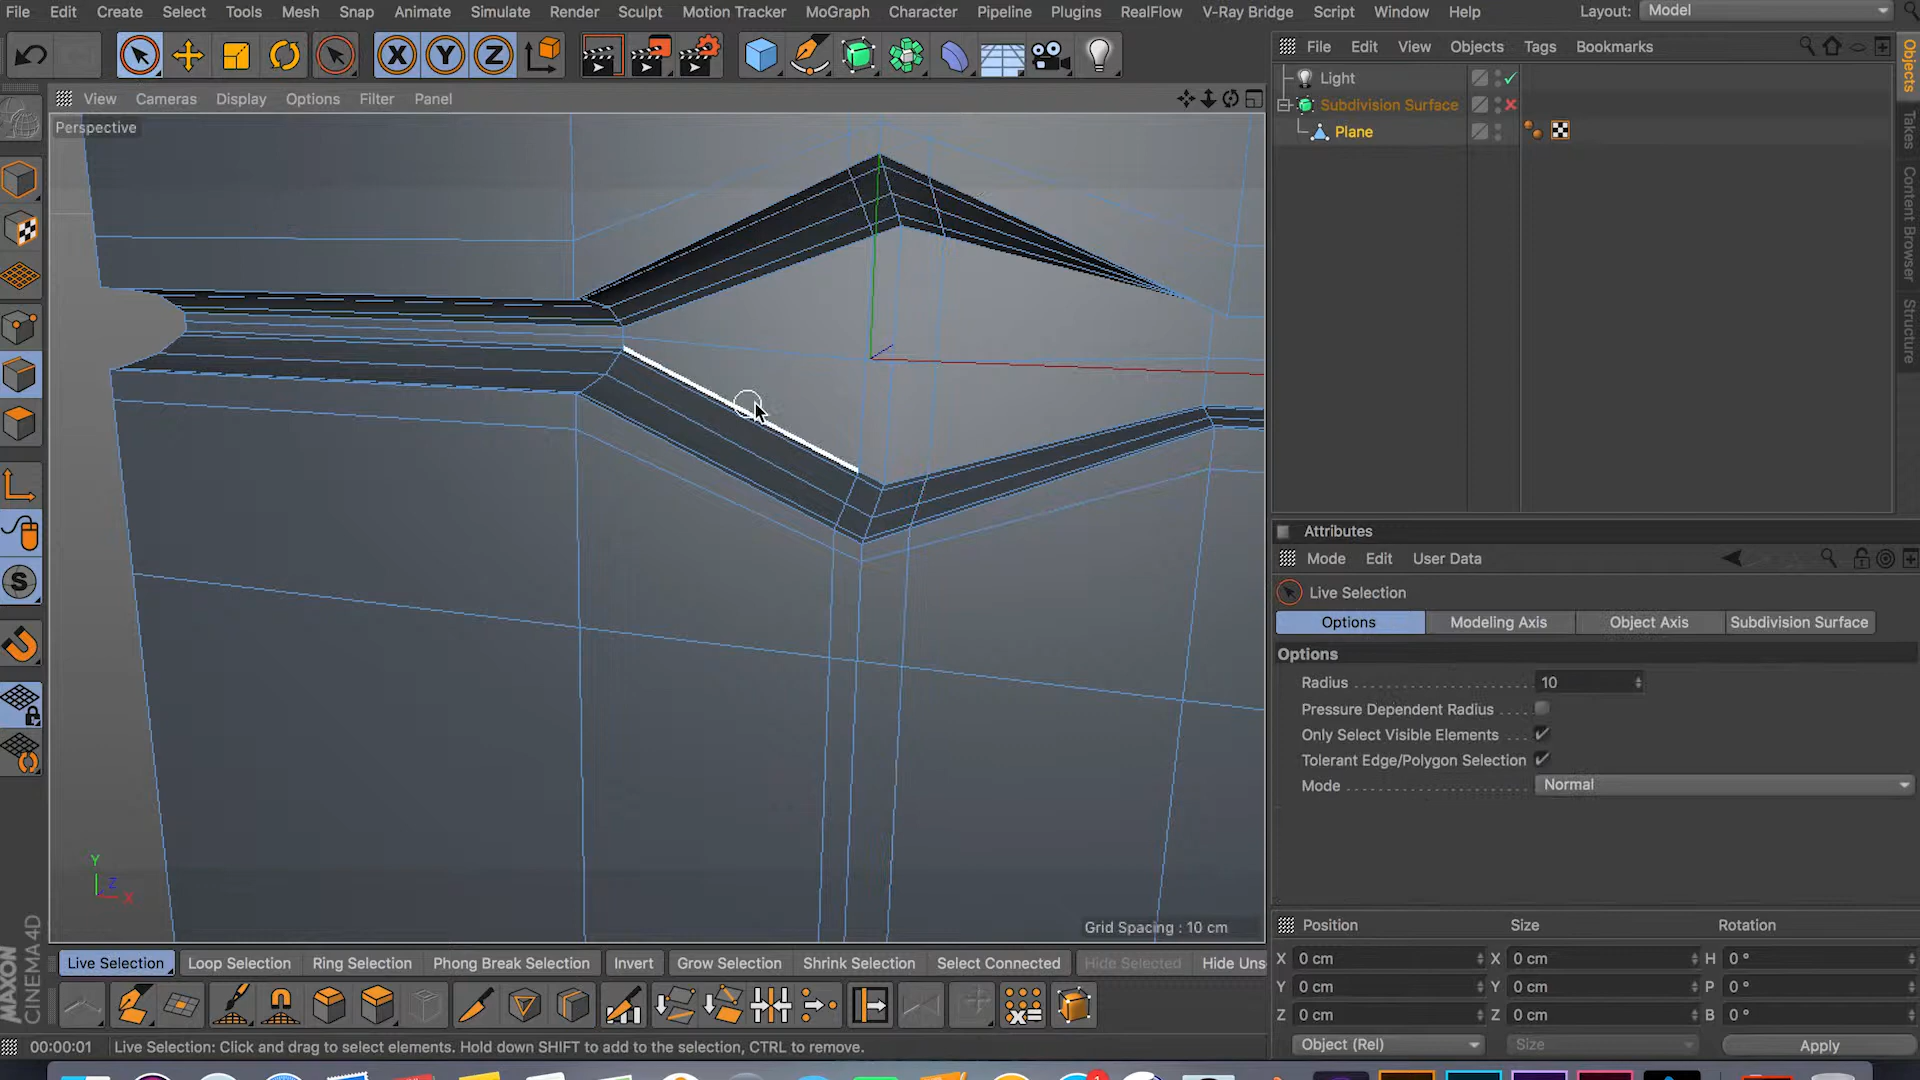 File Edit Create Select Tools Mesh Snap Animate Simulate Render Sculpt Motion Tracker MoGraph Character Pipeline Plugins RealFlow V-Ray Bridge Script Window Help Layout: Model
X Y Z
File Edit View Objects Tags Bookmarks
Objects
Takes
Content Browser
Structure
View Cameras Display Options Filter Panel
Perspective
Light
Subdivision Surface
Plane
S
Y
Z
X
Grid Spacing : 10 cm
MAXON
CINEMA 4D
Attributes
Mode Edit User Data
Live Selection
Options Modeling Axis Object Axis Subdivision Surface
Options
Radius 10
Pressure Dependent Radius
Only Select Visible Elements
Tolerant Edge/Polygon Selection
Mode Normal
Position Size Rotation
X 0 cm X 0 cm H 0 °
Y 0 cm Y 0 cm P 0 °
Z 0 cm Z 0 cm B 0 °
Object (Rel) Size Apply
Live Selection Loop Selection Ring Selection Phong Break Selection Invert Grow Selection Shrink Selection Select Connected Hide Selected Hide Uns
00:00:01 Live Selection: Click and drag to select elements. Hold down SHIFT to add to the selection, CTRL to remove.